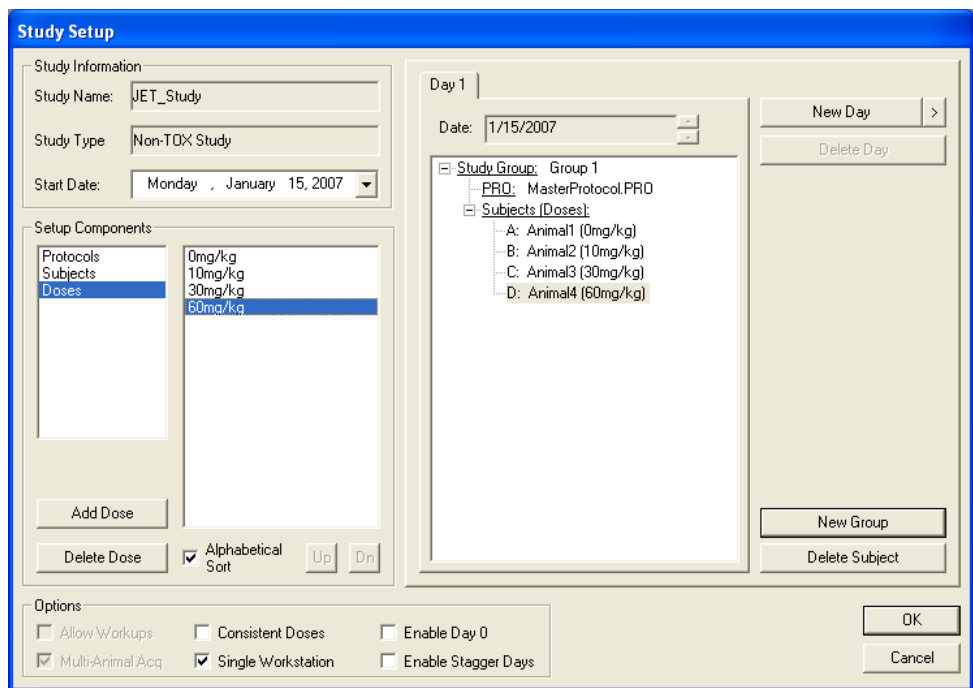 Study Setup
Study Information
Study Name: JET_Study
Study Type Non-TOX Study
Start Date: Monday , January 15, 2007
Setup Components
Protocols
Subjects
Doses
0mg/kg
10mg/kg
30mg/kg
60mg/kg
Add Dose
Delete Dose
Alphabetical
Sort
Up
Dn
Day 1
Date: 1/15/2007
Study Group: Group 1
PRO: MasterProtocol.PRO
Subjects (Doses):
A: Animal1 (0mg/kg)
B: Animal2 (10mg/kg)
C: Animal3 (30mg/kg)
D: Animal4 (60mg/kg)
New Day >
Delete Day
New Group
Delete Subject
Options
Allow Workups
Consistent Doses
Enable Day 0
Multi-Animal Acq
Single Workstation
Enable Stagger Days
OK
Cancel